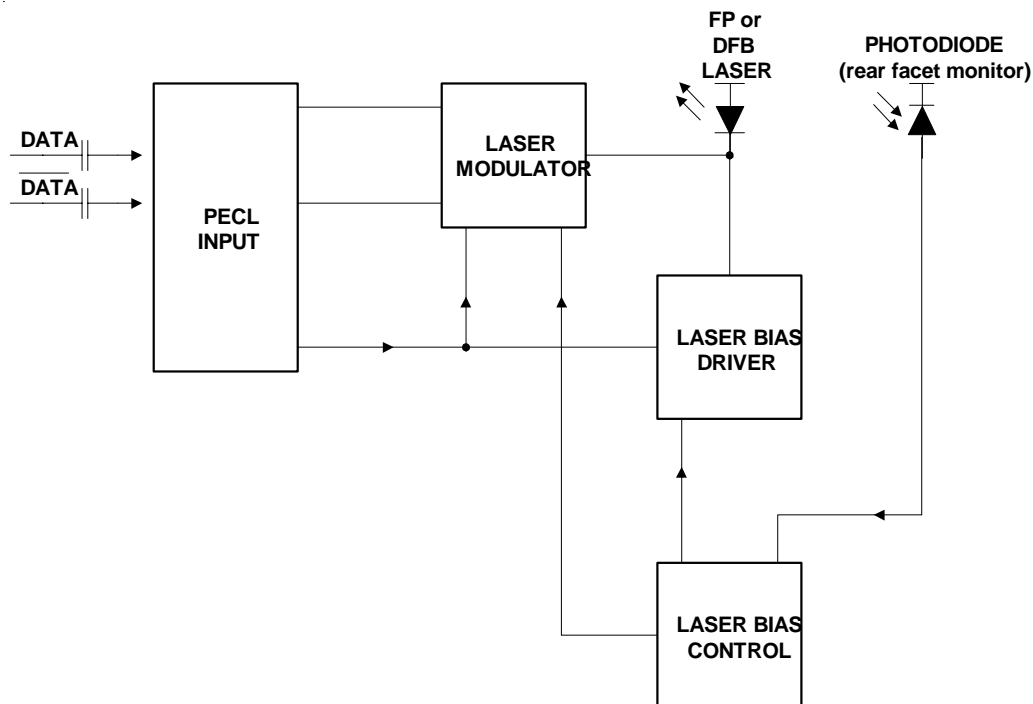 FP or
DFB
LASER
PHOTODIODE
(rear facet monitor)
DATA
DATA
PECL
INPUT
LASER
MODULATOR
LASER BIAS
DRIVER
LASER BIAS
CONTROL